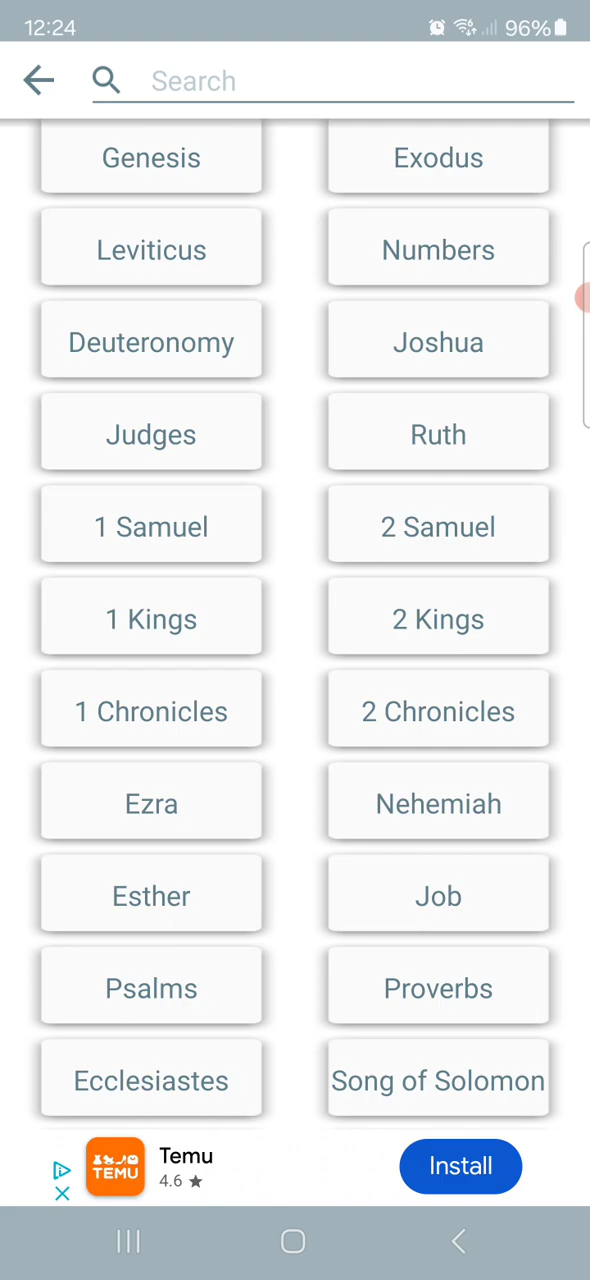 12:24 96%
Search
Genesis Exodus
Leviticus Numbers
Deuteronomy Joshua
Judges Ruth
1 Samuel 2 Samuel
1 Kings 2 Kings
1 Chronicles 2 Chronicles
Ezra Nehemiah
Esther Job
Psalms Proverbs
Ecclesiastes Song of Solomon
TEMU
Temu
4.6 ★
Install